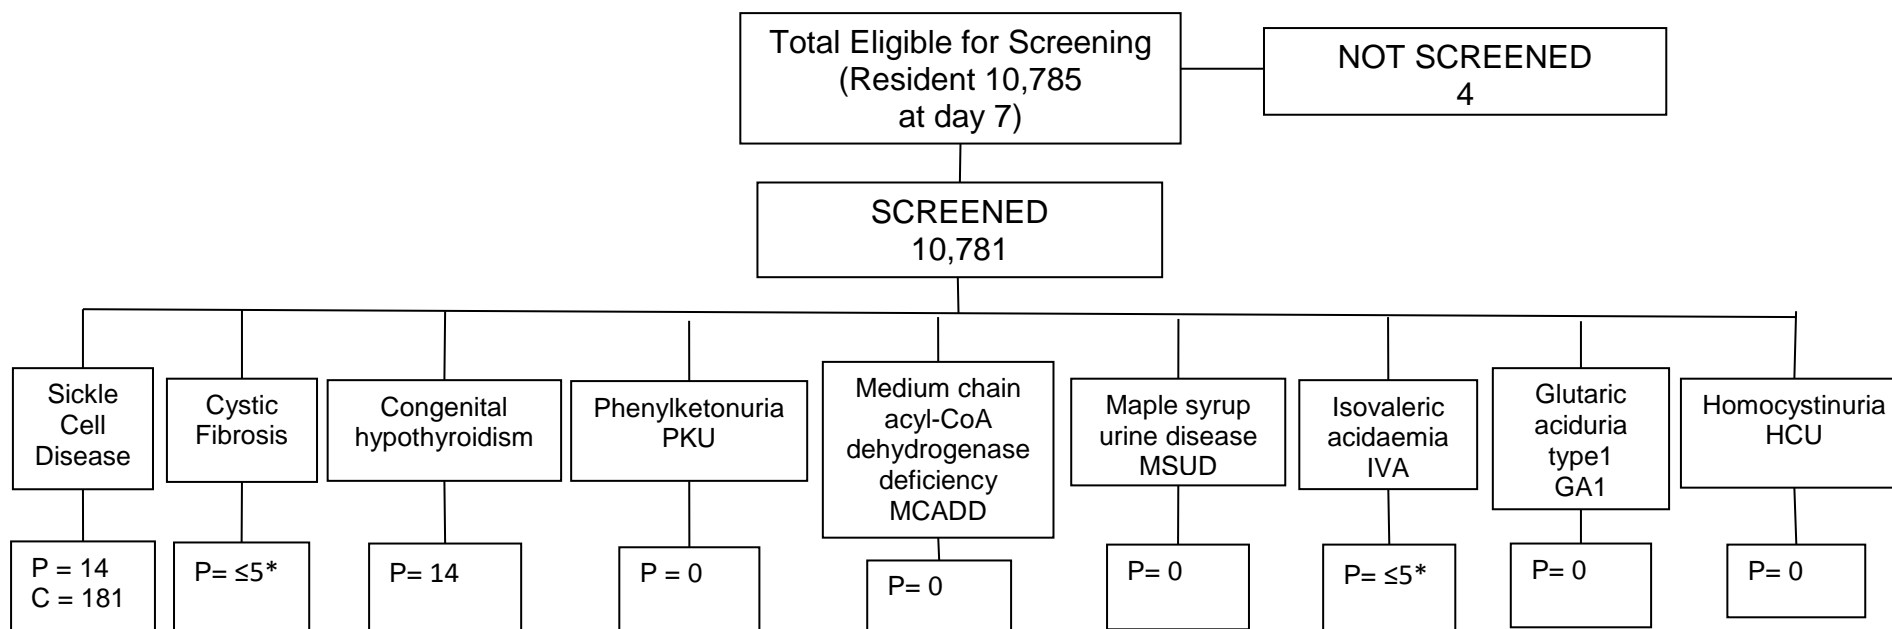 Total Eligible for Screening
(Resident 10,785
at day 7)
NOT SCREENED
4
SCREENED
10,781
Sickle
Cell
Disease
Cystic
Fibrosis
Congenital
hypothyroidism
Phenylketonuria
PKU
Medium chain
acyl-CoA
dehydrogenase
deficiency
MCADD
Maple syrup
urine disease
MSUD
Isovaleric
acidaemia
IVA
Glutaric
aciduria
type1
GA1
Homocystinuria
HCU
P = 14
C = 181
P= ≤5*
P= 14
P = 0
P= 0
P= 0
P= ≤5*
P= 0
P= 0